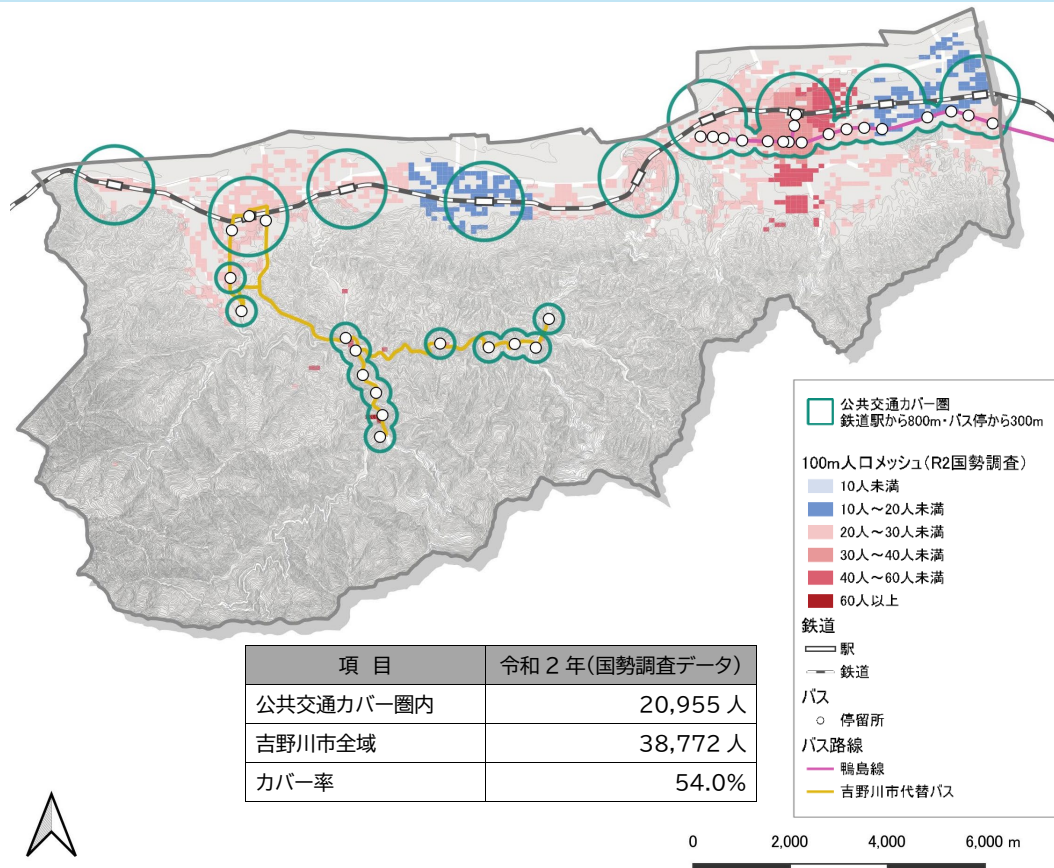 公共交通カバー圏
鉄道駅から800m・バス停から300m
100m人口メッシュ(R2国勢調査)
10人未満
10人～20人未満
20人～30人未満
30人～40人未満
40人～60人未満
60人以上
鉄道
駅
鉄道
バス
停留所
バス路線
鴨島線
吉野川市代替バス
項 目 令和2年(国勢調査データ)
公共交通カバー圏内 20,955 人
吉野川市全域 38,772 人
カバー率 54.0%
0 2,000 4,000 6,000 m